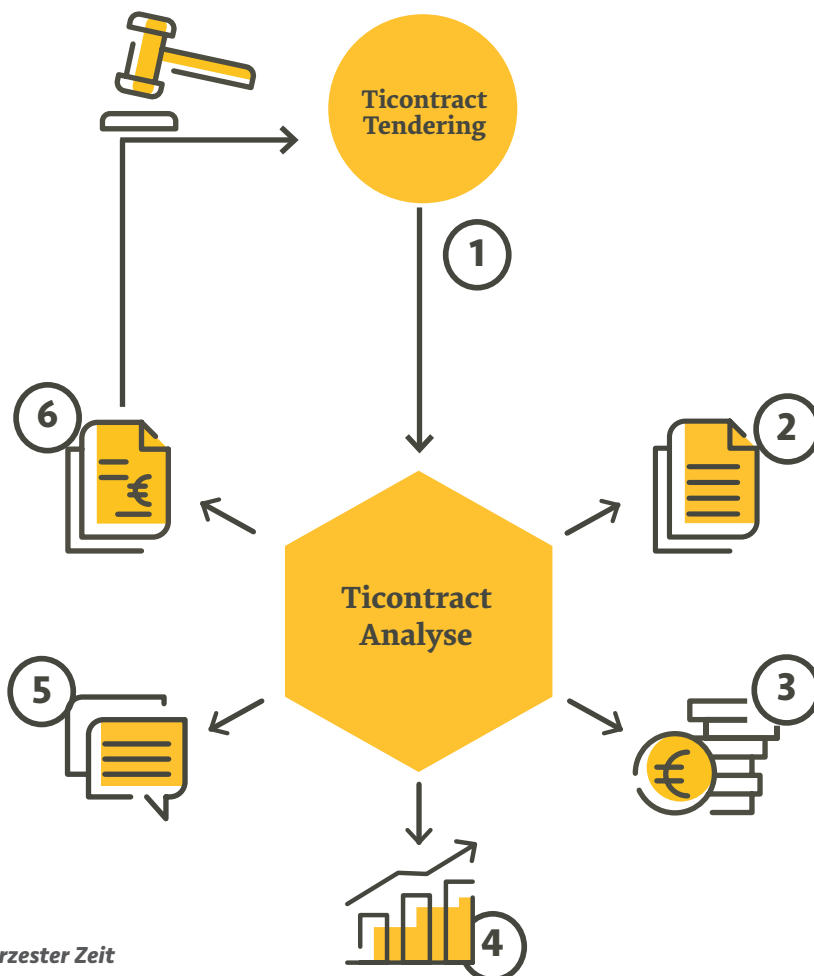 Ticontract
Tendering
1
6
2
Ticontract
Analyse
5
3
4
rzester Zeit